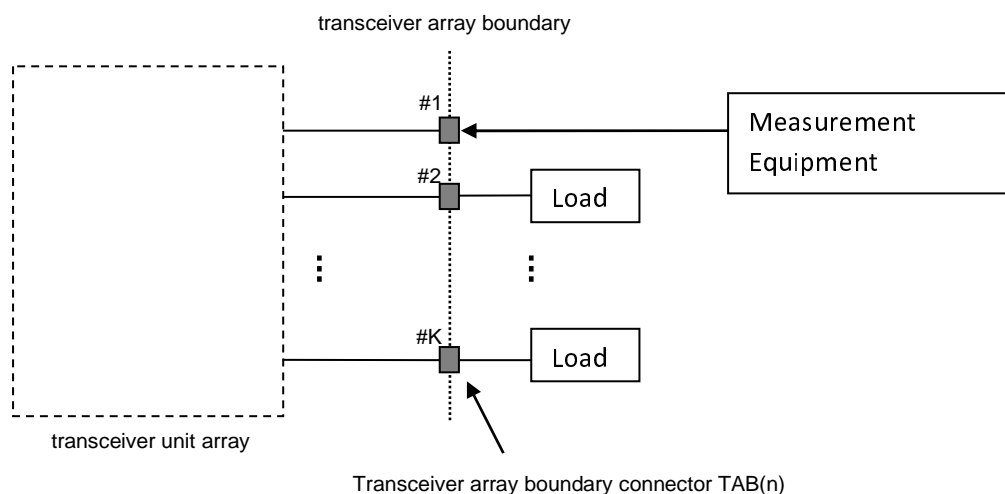 transceiver array boundary
#1
Measurement
Equipment
#2
Load
#K
Load
transceiver unit array
Transceiver array boundary connector TAB(n)